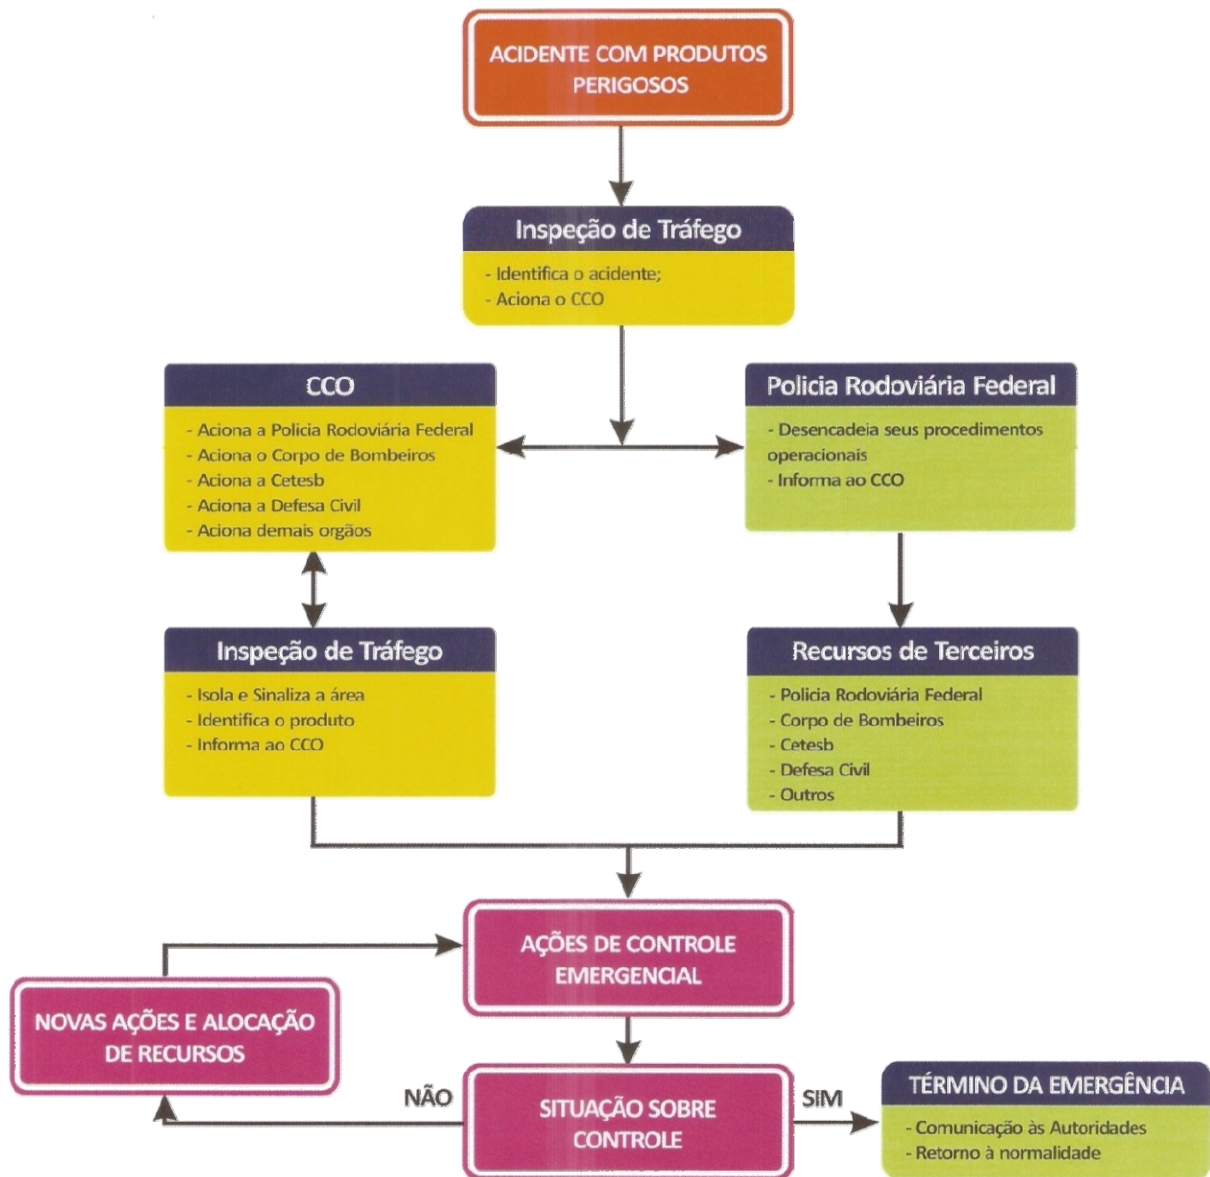 ACIDENTE COM PRODUTOS
PERIGOSOS
Inspeção de Tráfego
- Identifica o acidente;
- Aciona o CCO
CCO
- Aciona a Policia Rodoviária Federal
- Aciona o Corpo de Bombeiros
- Aciona a Cetesb
- Aciona a Defesa Civil
- Aciona demais orgãos
Policia Rodoviária Federal
- Desencadeia seus procedimentos
operacionais
- Informa ao CCO
Inspeção de Tráfego
- Isola e Sinaliza a área
- Identifica o produto
- Informa ao CCO
Recursos de Terceiros
- Policia Rodoviária Federal
- Corpo de Bombeiros
- Cetesb
- Defesa Civil
- Outros
AÇÕES DE CONTROLE
EMERGENCIAL
NOVAS AÇÕES E ALOCAÇÃO
DE RECURSOS
NÃO
SITUAÇÃO SOBRE
CONTROLE
SIM
TÉRMINO DA EMERGÊNCIA
- Comunicação às Autoridades
- Retorno à normalidade